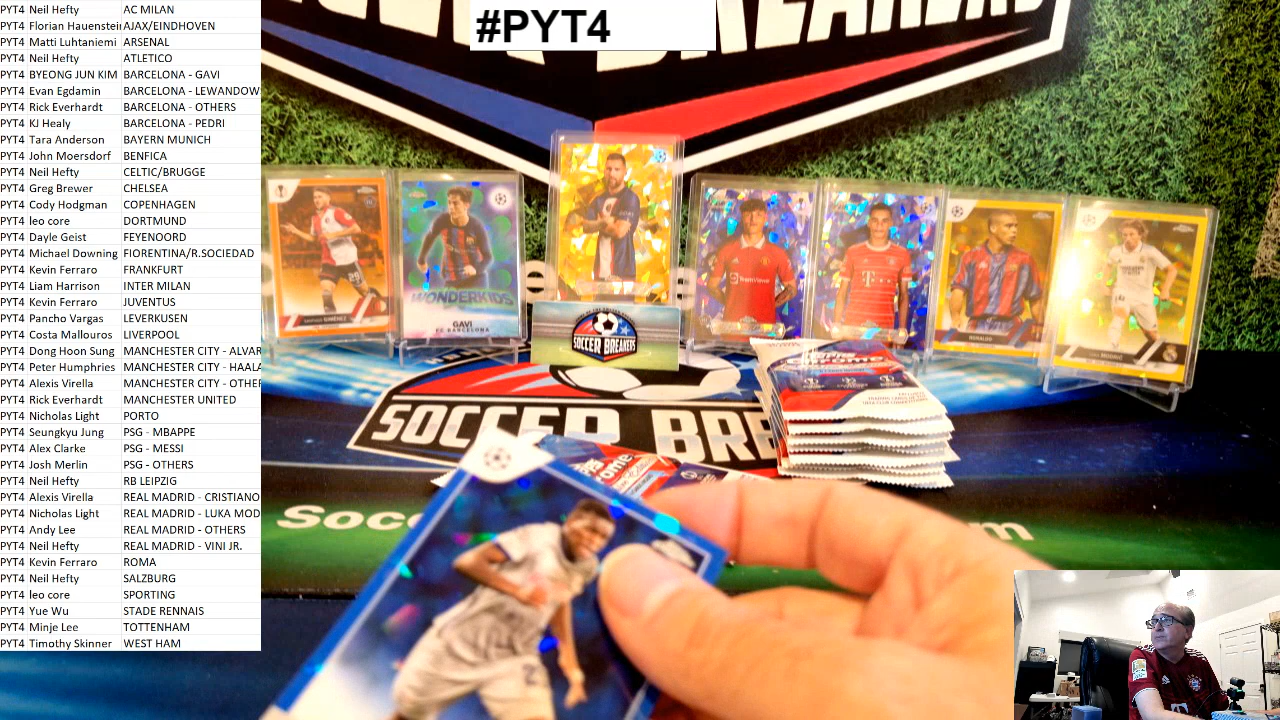 #PYT4
PYT4 Neil Hefty AC MILAN
PYT4 Florian Hauenstein AJAX/EINDHOVEN
PYT4 Matti Luhtaniemi ARSENAL
PYT4 Neil Hefty ATLETICO
PYT4 BYEONG JUN KIM BARCELONA - GAVI
PYT4 Evan Egdamin BARCELONA - LEWANDOW
PYT4 Rick Everhardt BARCELONA - OTHERS
PYT4 KJ Healy BARCELONA - PEDRI
PYT4 Tara Anderson BAYERN MUNICH
PYT4 John Moersdorf BENFICA
PYT4 Neil Hefty CELTIC/BRUGGE
PYT4 Greg Brewer CHELSEA
PYT4 Cody Hodgman COPENHAGEN
PYT4 leo core DORTMUND
PYT4 Dayle Geist FEYENOORD
PYT4 Michael Downing FIORENTINA/R.SOCIEDAD
PYT4 Kevin Ferraro FRANKFURT
PYT4 Ian Harrison INTER
PYT4 Kevin Ferraro JUVENTUS
PYT4 Pancho Vargas LEVERKUSEN
PYT4 LIVERPOOL
PYT4 Dong Heon Sung MANCHESTER CITY - ALVAR
PYT4 Peter MANCHESTER CITY - HAALA
PYT4 Alexis Virella MANCHESTER CITY - OTHE
PYT4 Rick Everhardt MANCHESTER UNITED
PYT4 Nicholas Light PORTO
PYT4 Seungkyu Jung
PYT4 Alex Clarke PSG - MESSI
PYT4 Josh Merlin PSG - OTHERS
PYT4 Neil Hefty RB LEIPZIG
PYT4 Alexis Virella REAL MADRID - CRISTIANO
PYT4 Nicholas Light REAL MADRID - LUKA MOD
PYT4 Andy Lee REAL MADRID - OTHERS
PYT4 Neil Hefty REAL MADRID - VINI JR.
PYT4 Kevin Ferraro ROMA
PYT4 Neil Hefty SALZBURG
PYT4 leo core SPORTING
PYT4 Yue Wu STADE RENNAIS
PYT4 Minje Lee TOTTENHAM
PYT4 Timothy Skinner WEST HAM
WONDERKIDS
GAVI
FC BARCELONA
SOCCER BREAKERS
TeamViewer
RONALDO
MODRIĆ
SOCCER BRE
Soc